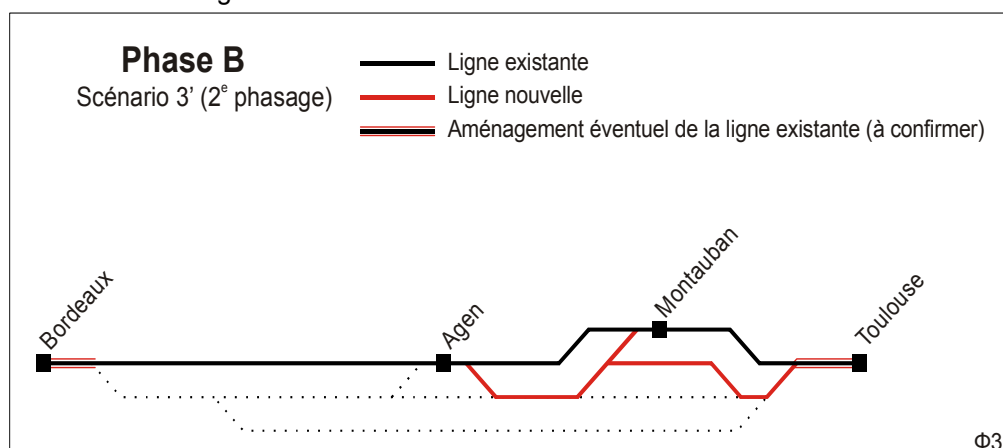 Phase B
Scénario 3’ (2e phasage)
Ligne existante
Ligne nouvelle
Aménagement éventuel de la ligne existante (à confirmer)
Bordeaux
Agen
Montauban
Toulouse
Φ3